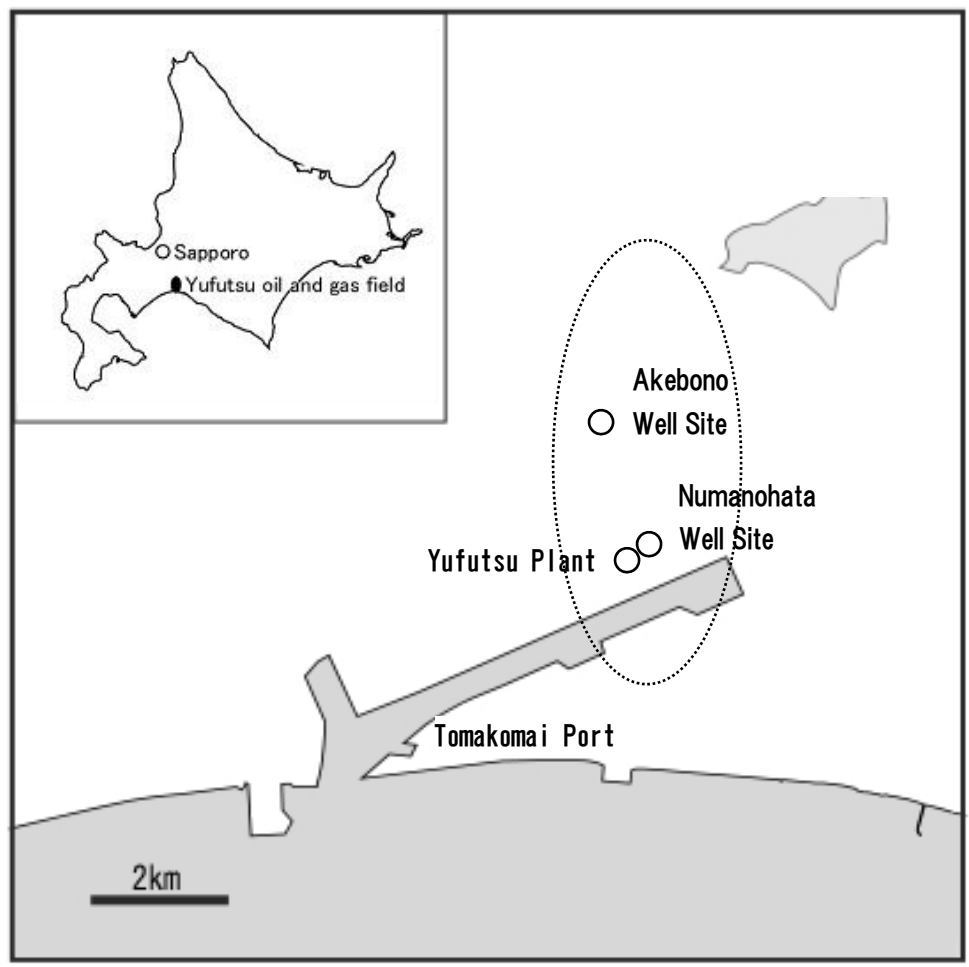 Sapporo
Yufutsu oil and gas field
Akebono
Well Site
Numanohata
Well Site
Yufutsu Plant
Tomakomai Port
2km